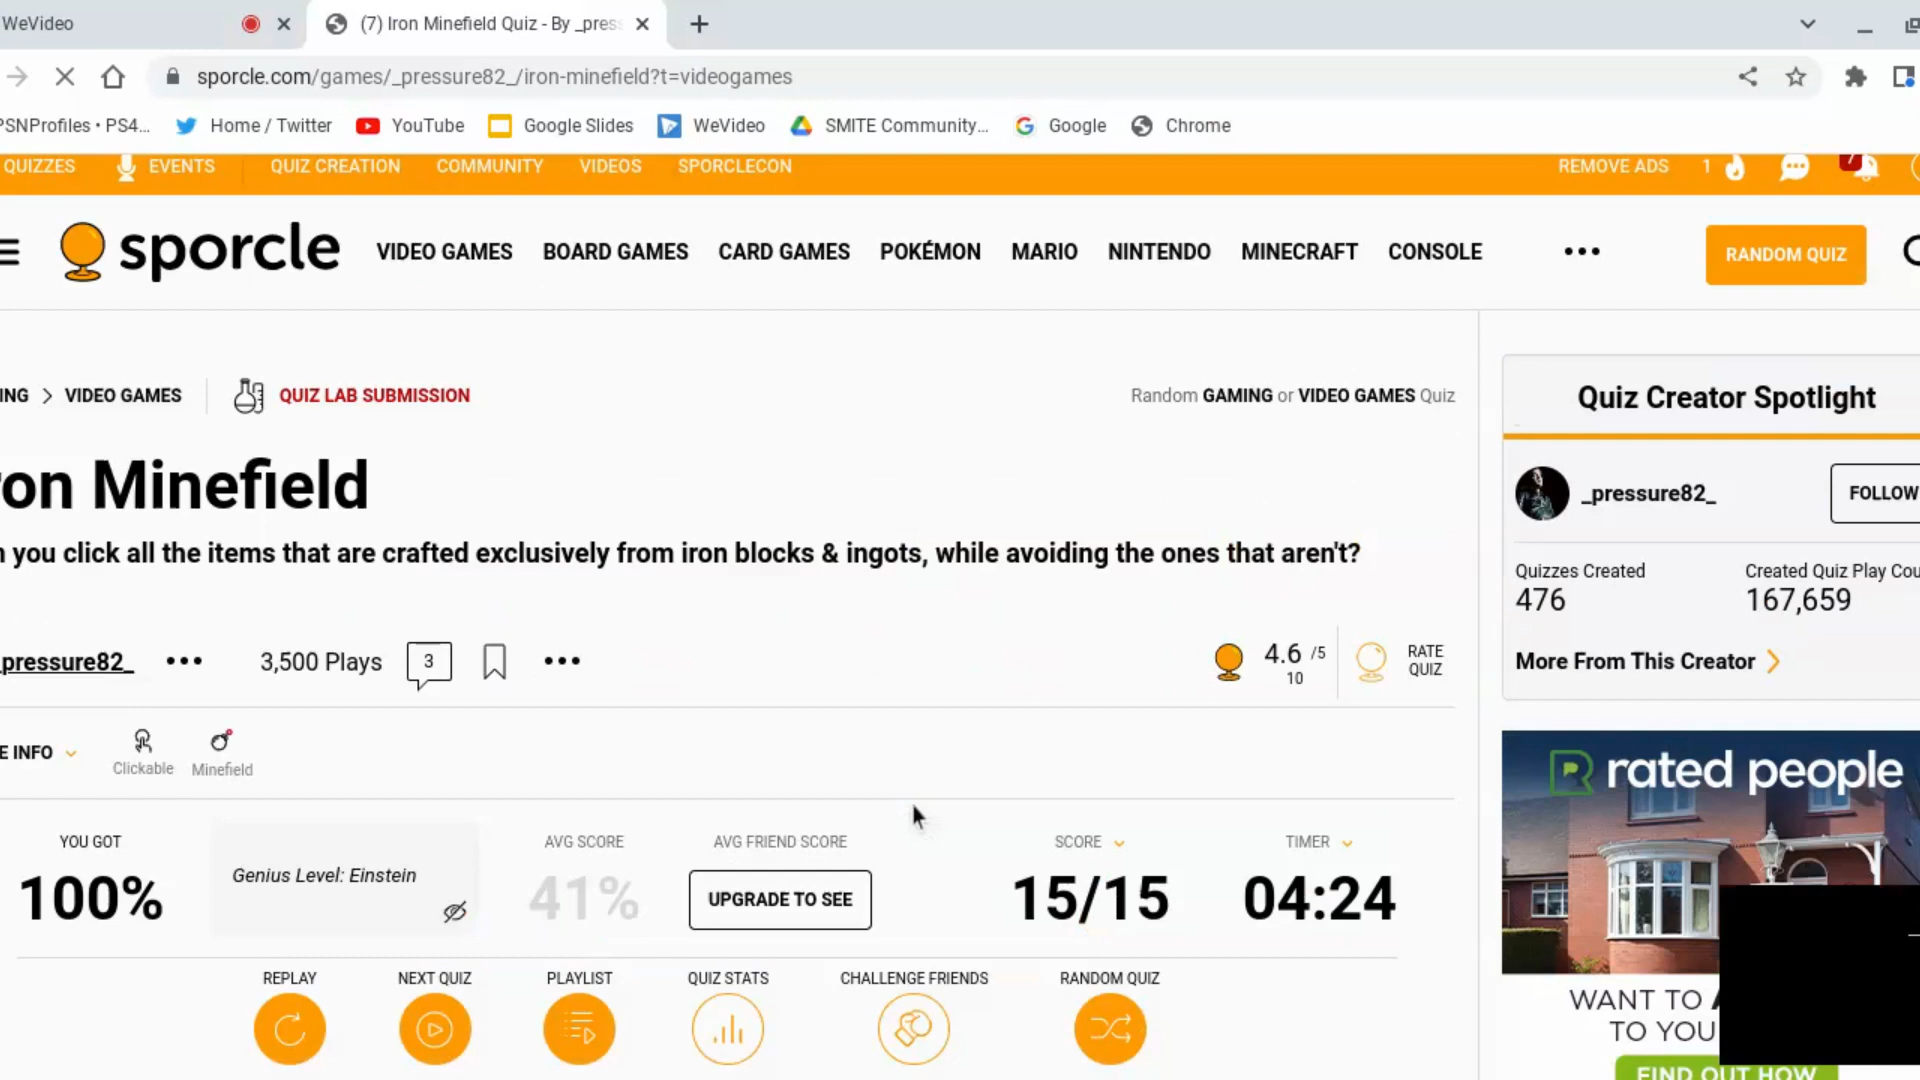 WeVideo
(7) Iron Minefield Quiz - By _pres
sporcle.com/games/_pressure82_/iron-minefield?t=videogames
PSNProfiles • PS4...
Home / Twitter
YouTube
Google Slides
WeVideo
SMITE Community...
Google
Chrome
QUIZZES
EVENTS
QUIZ CREATION
COMMUNITY
VIDEOS
SPORCLECON
REMOVE ADS
1
7
sporcle
VIDEO GAMES
BOARD GAMES
CARD GAMES
POKÉMON
MARIO
NINTENDO
MINECRAFT
CONSOLE
RANDOM QUIZ
ING > VIDEO GAMES
QUIZ LAB SUBMISSION
Random GAMING or VIDEO GAMES Quiz
ron Minefield
n you click all the items that are crafted exclusively from iron blocks & ingots, while avoiding the ones that aren't?
pressure82_
3,500 Plays
3
4.6 /5
10
RATE
QUIZ
E INFO
Clickable
Minefield
YOU GOT
100%
Genius Level: Einstein
AVG SCORE
41%
AVG FRIEND SCORE
UPGRADE TO SEE
SCORE
15/15
TIMER
04:24
REPLAY
NEXT QUIZ
PLAYLIST
QUIZ STATS
CHALLENGE FRIENDS
RANDOM QUIZ
Quiz Creator Spotlight
_pressure82_
FOLLOW
Quizzes Created
476
Created Quiz Play Cou
167,659
More From This Creator
R rated people
WANT TO
TO YOU
FIND OUT HOW